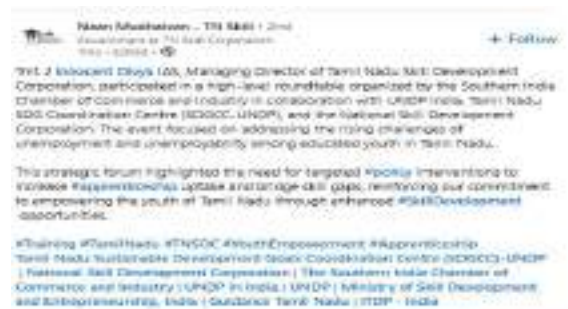 Naan Mudhalvan - TN Skill • 2nd
+ Follow
Tmt. J Innocent Divya IAS, Managing Director of Tamil Nadu Skill Development
Corporation, participated in a high-level roundtable organized by the Southern India
Chamber of Commerce and Industry in collaboration with UNDP India, Tamil Nadu
SDG Coordination Centre (SDGCC-UNDP), and the National Skill Development
Corporation. The event focused on addressing the rising challenges of
unemployment and unemployability among educated youth in Tamil Nadu.
This strategic forum highlighted the need for targeted #policy interventions to
increase #apprenticeship uptake and bridge skill gaps, reinforcing our commitment
to empowering the youth of Tamil Nadu through enhanced #SkillDevelopment
opportunities.
#Training #TamilNadu #TNSDC #YouthEmpowerment #Apprenticeship
Tamil Nadu Sustainable Development Goals Coordination Centre (SDGCC)-UNDP
| National Skill Development Corporation | The Southern India Chamber of
Commerce and Industry | UNDP in India | UNDP | Ministry of Skill Development
and Entrepreneurship, India | Guidance Tamil Nadu | ITDP - India